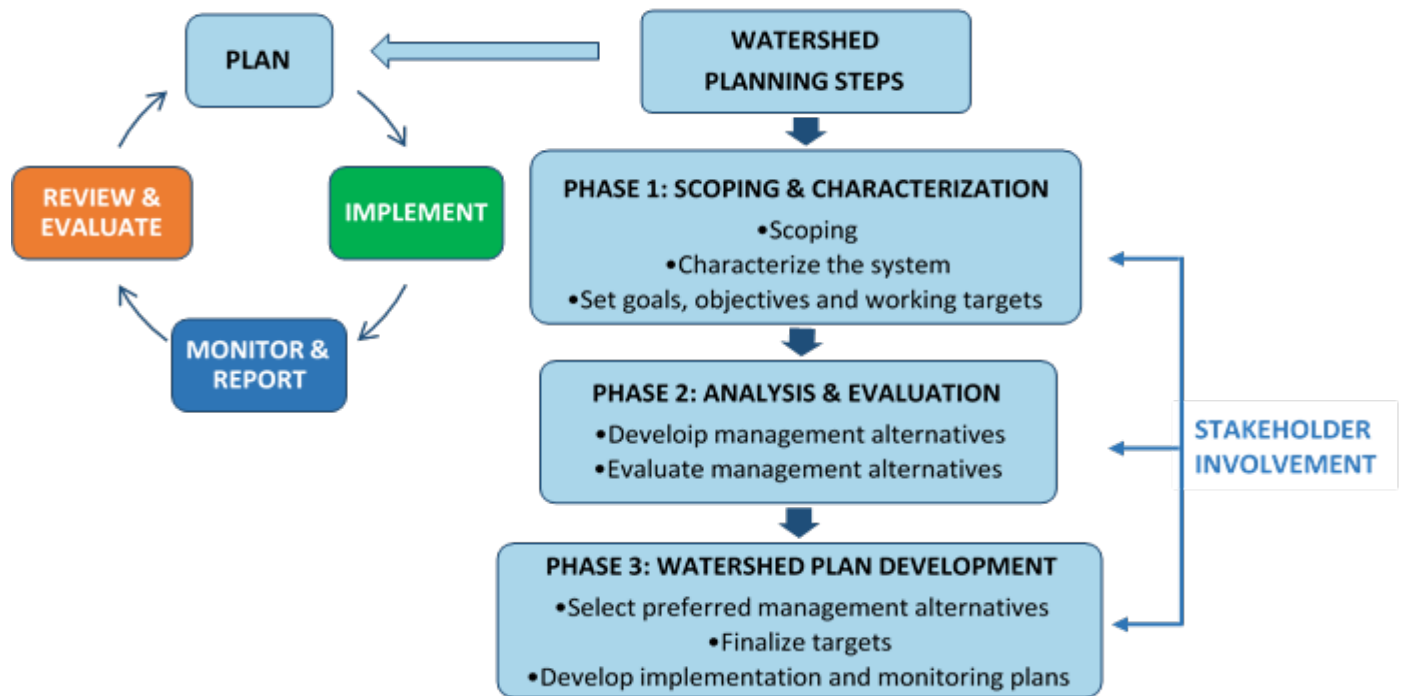 PLAN
IMPLEMENT
MONITOR &
REPORT
REVIEW &
EVALUATE
WATERSHED
PLANNING STEPS
PHASE 1: SCOPING & CHARACTERIZATION
•Scoping
•Characterize the system
•Set goals, objectives and working targets
PHASE 2: ANALYSIS & EVALUATION
•Develoip management alternatives
•Evaluate management alternatives
PHASE 3: WATERSHED PLAN DEVELOPMENT
•Select preferred management alternatives
•Finalize targets
•Develop implementation and monitoring plans
STAKEHOLDER
INVOLVEMENT